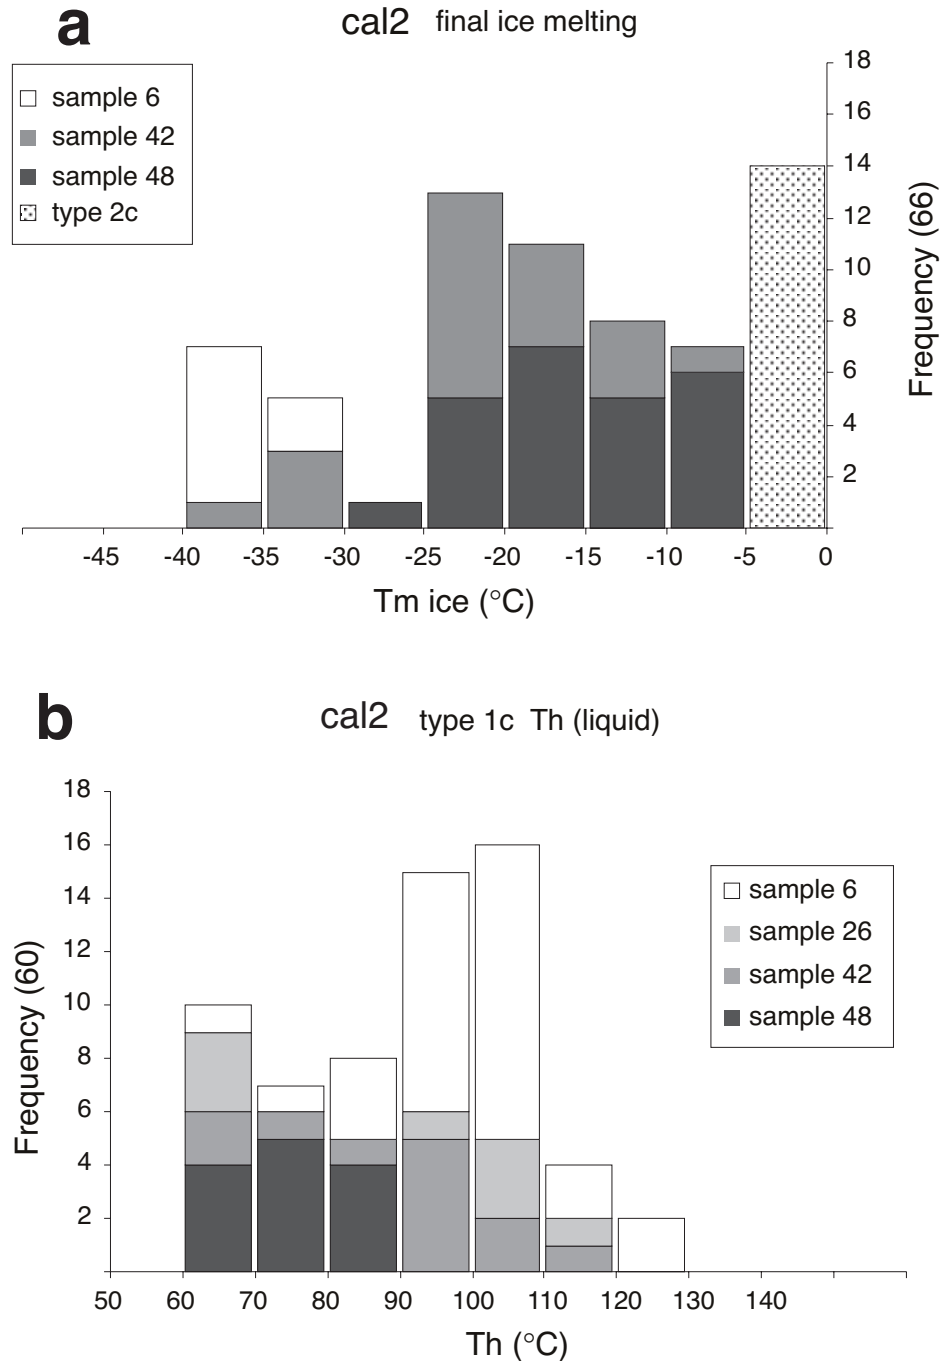 a
cal2 final ice melting
sample 6
sample 42
sample 48
type 2c
18
16
14
12
10
8
6
4
2
Frequency (66)
-45 -40 -35 -30 -25 -20 -15 -10 -5 0
Tm ice (°C)
b
cal2 type 1c Th (liquid)
18
16
14
12
10
8
6
4
2
Frequency (60)
sample 6
sample 26
sample 42
sample 48
50 60 70 80 90 100 110 120 130 140
Th (°C)